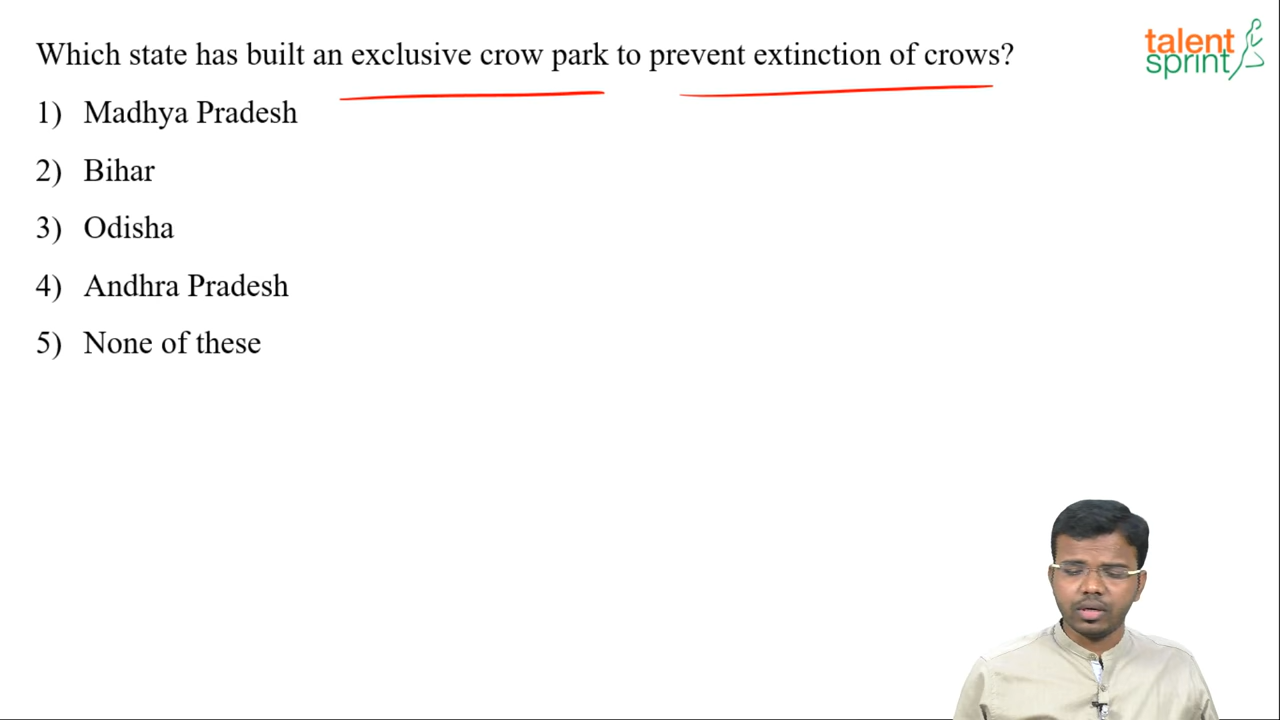 Which state has built an exclusive crow park to prevent extinction of crows?
talent
sprint
1) Madhya Pradesh
2) Bihar
3) Odisha
4) Andhra Pradesh
5) None of these